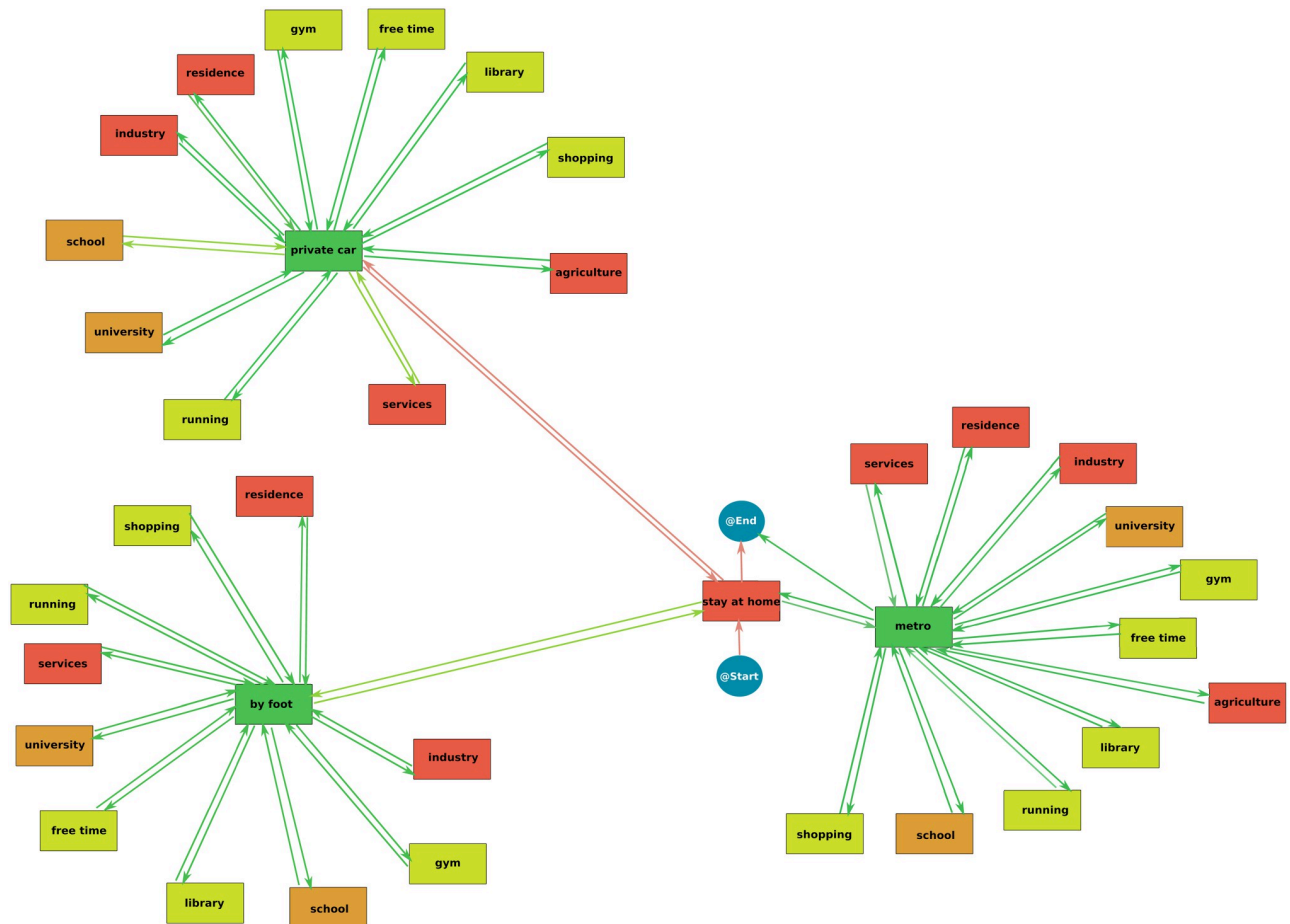 gym
free time
library
residence
industry
shopping
school
private car
agriculture
university
services
running
residence
services
residence
industry
shopping
@End
university
gym
running
stay at home
metro
free time
services
@Start
by foot
agriculture
university
industry
library
free time
running
shopping
school
gym
library
school